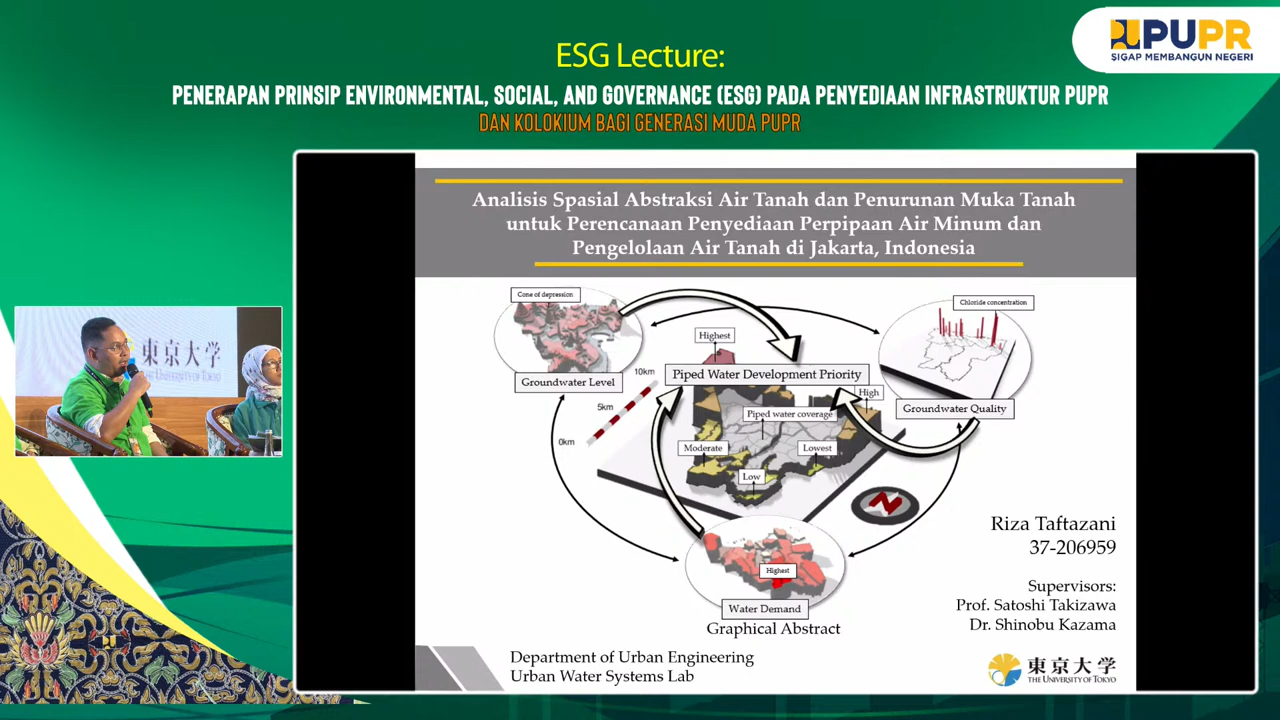 ESG Lecture:
PENERAPAN PRINSIP ENVIRONMENTAL, SOCIAL, AND GOVERNANCE (ESG) PADA PENYEDIAAN INFRASTRUKTUR PUPR
DAN KOLOKIUM BAGI GENERASI MUDA PUPR
PUPR
SIGAP MEMBANGUN NEGERI
Analisis Spasial Abstraksi Air Tanah dan Penurunan Muka Tanah
untuk Perencanaan Penyediaan Perpipaan Air Minum dan
Pengelolaan Air Tanah di Jakarta, Indonesia
Cone of depression
Chloride concentration
Highest
Groundwater Level
10km
5km
0km
Piped Water Development Priority
High
Groundwater Quality
Piped water coverage
Moderate
Lowest
Low
Highest
Water Demand
Graphical Abstract
Riza Taftazani
37-206959
Supervisors:
Prof. Satoshi Takizawa
Dr. Shinobu Kazama
Department of Urban Engineering
Urban Water Systems Lab
東京大学
THE UNIVERSITY OF TOKYO
東京大学
THE UNIVERSITY OF TOKYO